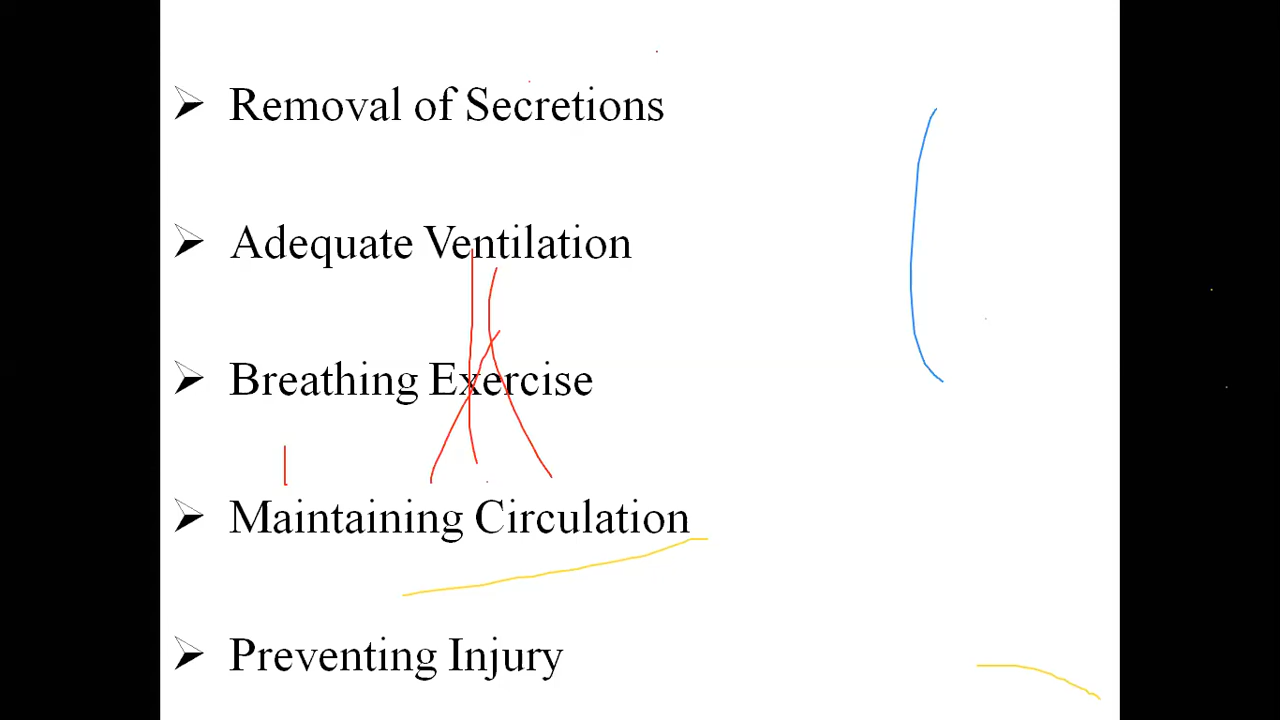 ➢ Removal of Secretions
➢ Adequate Ventilation
➢ Breathing Exercise
➢ Maintaining Circulation
➢ Preventing Injury